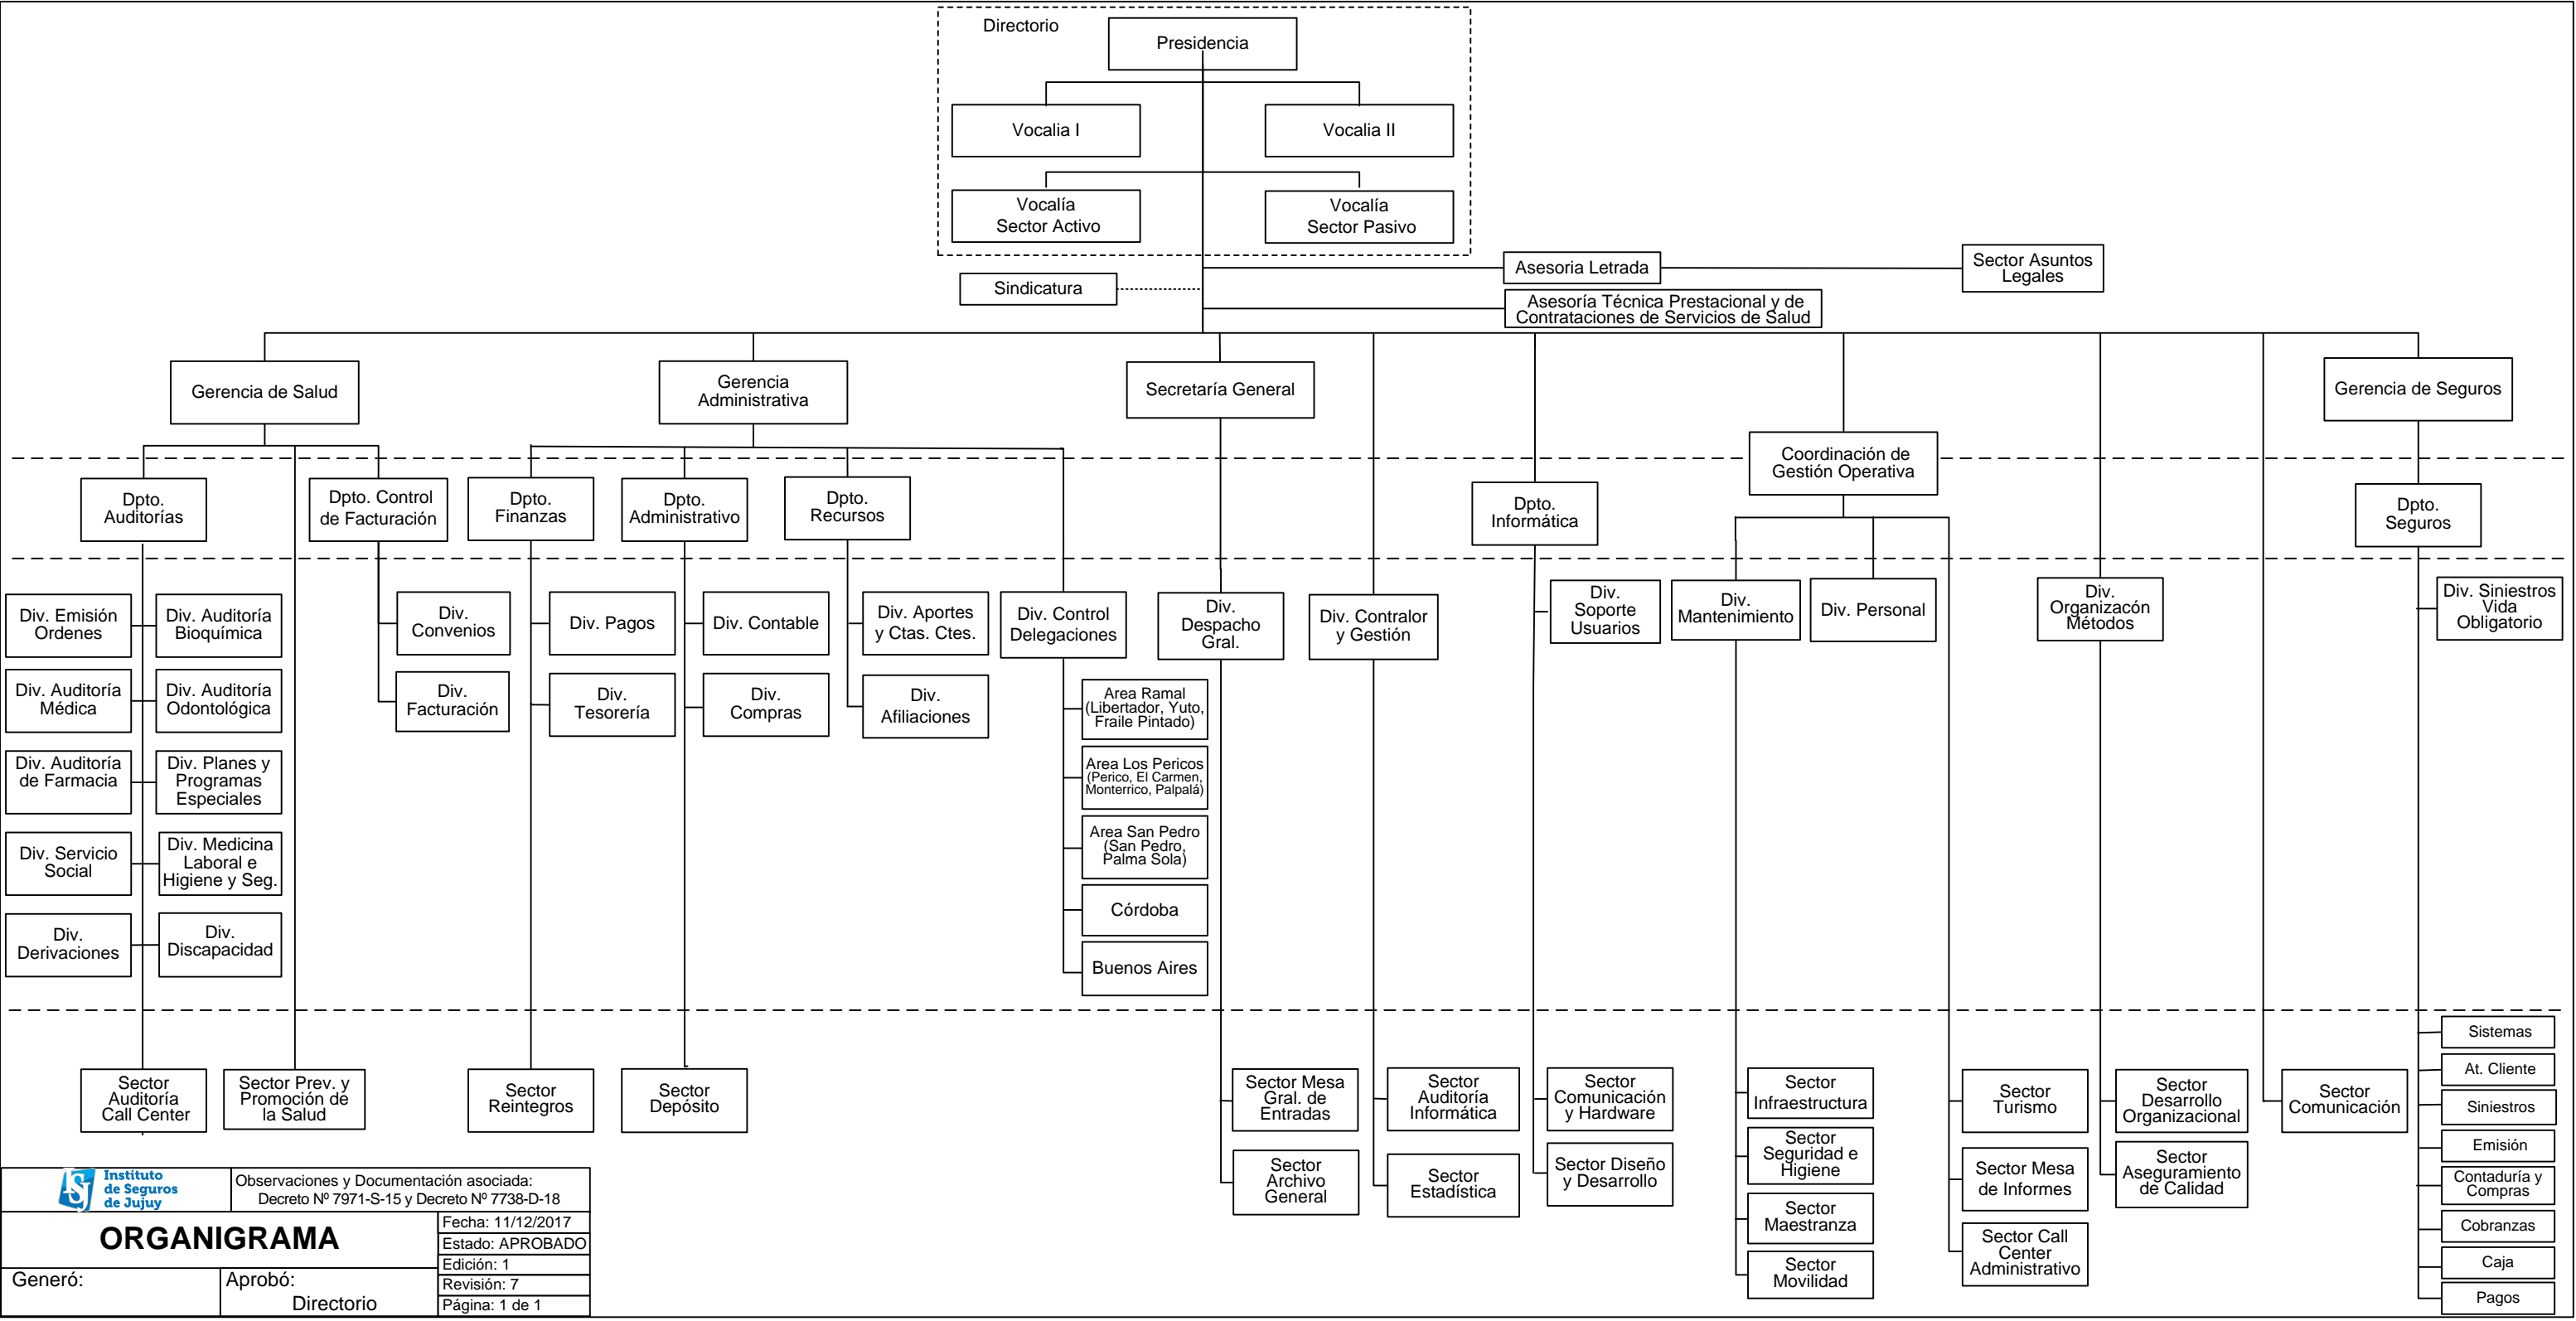 Directorio
Presidencia
Vocalia I
Vocalia II
Vocalía
Sector Activo
Vocalía
Sector Pasivo
Asesoria Letrada
Sector Asuntos
Legales
Sindicatura
Asesoría Técnica Prestacional y de
Contrataciones de Servicios de Salud
Gerencia de Salud
Gerencia
Administrativa
Secretaría General
Gerencia de Seguros
Coordinación de
Gestión Operativa
Dpto.
Auditorías
Dpto. Control
de Facturación
Dpto.
Finanzas
Dpto.
Administrativo
Dpto.
Recursos
Dpto.
Informática
Dpto.
Seguros
Div. Emisión
Ordenes
Div. Auditoría
Bioquímica
Div. Auditoría
Médica
Div. Auditoría
Odontológica
Div. Auditoría
de Farmacia
Div. Planes y
Programas
Especiales
Div. Servicio
Social
Div. Medicina
Laboral e
Higiene y Seg.
Div.
Derivaciones
Div.
Discapacidad
Div.
Convenios
Div.
Facturación
Div. Pagos
Div.
Tesorería
Div. Contable
Div.
Compras
Div. Aportes
y Ctas. Ctes.
Div.
Afiliaciones
Div. Control
Delegaciones
Area Ramal
(Libertador, Yuto,
Fraile Pintado)
Area Los Pericos
(Perico, El Carmen,
Monterrico, Palpalá)
Area San Pedro
(San Pedro,
Palma Sola)
Córdoba
Buenos Aires
Div.
Despacho
Gral.
Div. Contralor
y Gestión
Div.
Soporte
Usuarios
Div.
Mantenimiento
Div. Personal
Div.
Organizacón
Métodos
Div. Siniestros
Vida
Obligatorio
Sector
Auditoría
Call Center
Sector Prev. y
Promoción de
la Salud
Sector
Reintegros
Sector
Depósito
Sector Mesa
Gral. de
Entradas
Sector
Archivo
General
Sector
Auditoría
Informática
Sector
Estadística
Sector
Comunicación
y Hardware
Sector Diseño
y Desarrollo
Sector
Infraestructura
Sector
Seguridad e
Higiene
Sector
Maestranza
Sector
Movilidad
Sector
Turismo
Sector Mesa
de Informes
Sector Call
Center
Administrativo
Sector
Desarrollo
Organizacional
Sector
Aseguramiento
de Calidad
Sector
Comunicación
Sistemas
At. Cliente
Siniestros
Emisión
Contaduría y
Compras
Cobranzas
Caja
Pagos
ISJ
Instituto
de Seguros
de Jujuy
Observaciones y Documentación asociada:
Decreto Nº 7971-S-15 y Decreto Nº 7738-D-18
ORGANIGRAMA
Fecha: 11/12/2017
Estado: APROBADO
Edición: 1
Revisión: 7
Página: 1 de 1
Generó:
Aprobó:
Directorio